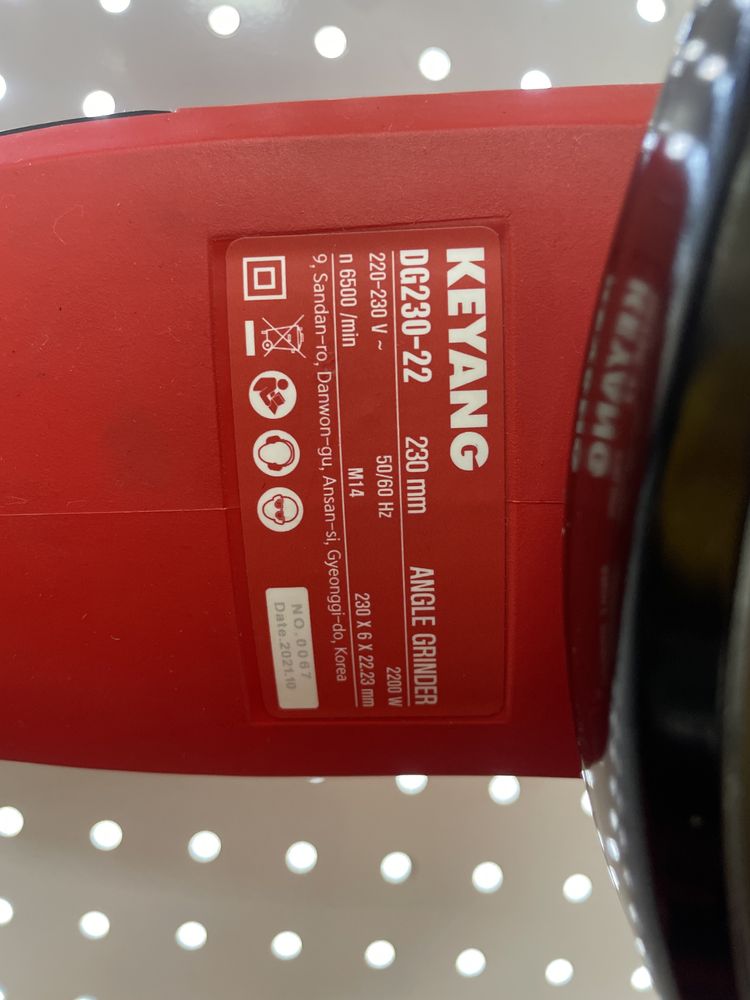 KEYANG
DG230-22 230 mm ANGLE GRINDER
220-230 V ~ 50/60 Hz 2200 W
n 6500 /min M14 230 X 6 X 22.23 mm
9, Sandan-ro, Danwon-gu, Ansan-si, Gyeonggi-do, Korea
NO.0067
Date.2021.10